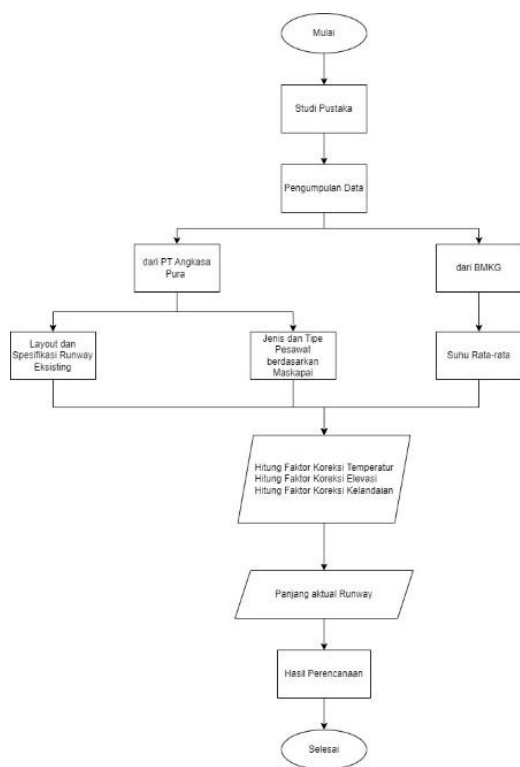 Mulai
Studi Pustaka
Pengumpulan Data
dari PT Angkasa
Pura
dari BMKG
Layout dan
Spesifikasi Runway
Eksisting
Jenis dan Tipe
Pesawat
berdasarkan
Maskapai
Suhu Rata-rata
Hitung Faktor Koreksi Temperatur
Hitung Faktor Koreksi Elevasi
Hitung Faktor Koreksi Kelandaian
Panjang aktual Runway
Hasil Perencanaan
Selesai